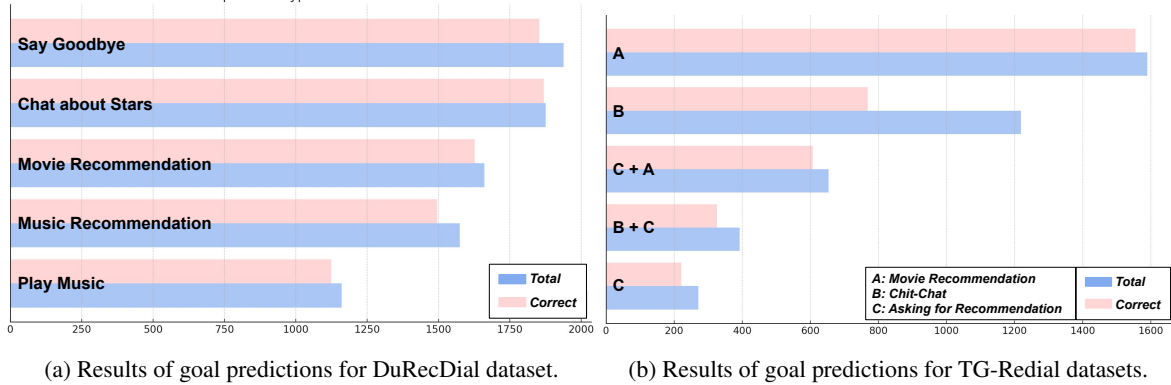 Say Goodbye
Chat about Stars
Movie Recommendation
Music Recommendation
Play Music
Total
Correct
0 250 500 750 1000 1250 1500 1750 2000
(a) Results of goal predictions for DuRecDial dataset.
A
B
C + A
B + C
C
A: Movie Recommendation
B: Chit-Chat
C: Asking for Recommendation
Total
Correct
0 200 400 600 800 1000 1200 1400 1600
(b) Results of goal predictions for TG-Redial datasets.